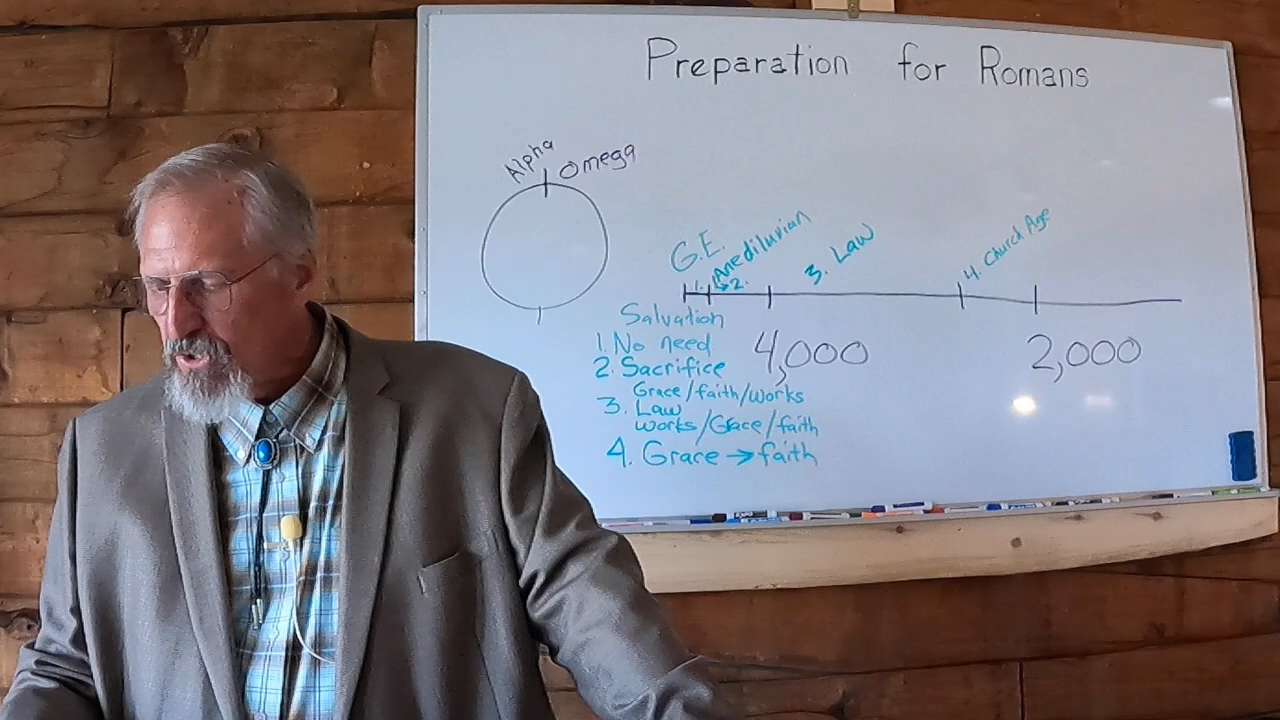 Preparation for Romans
Alpha Omega
G.E.
Anediluvian
3. Law
4. Church Age
1. → 2.
Salvation
1. No need
4,000
2,000
2. Sacrifice
Grace/faith/works
3. Law
works/Grace/faith
4. Grace → faith